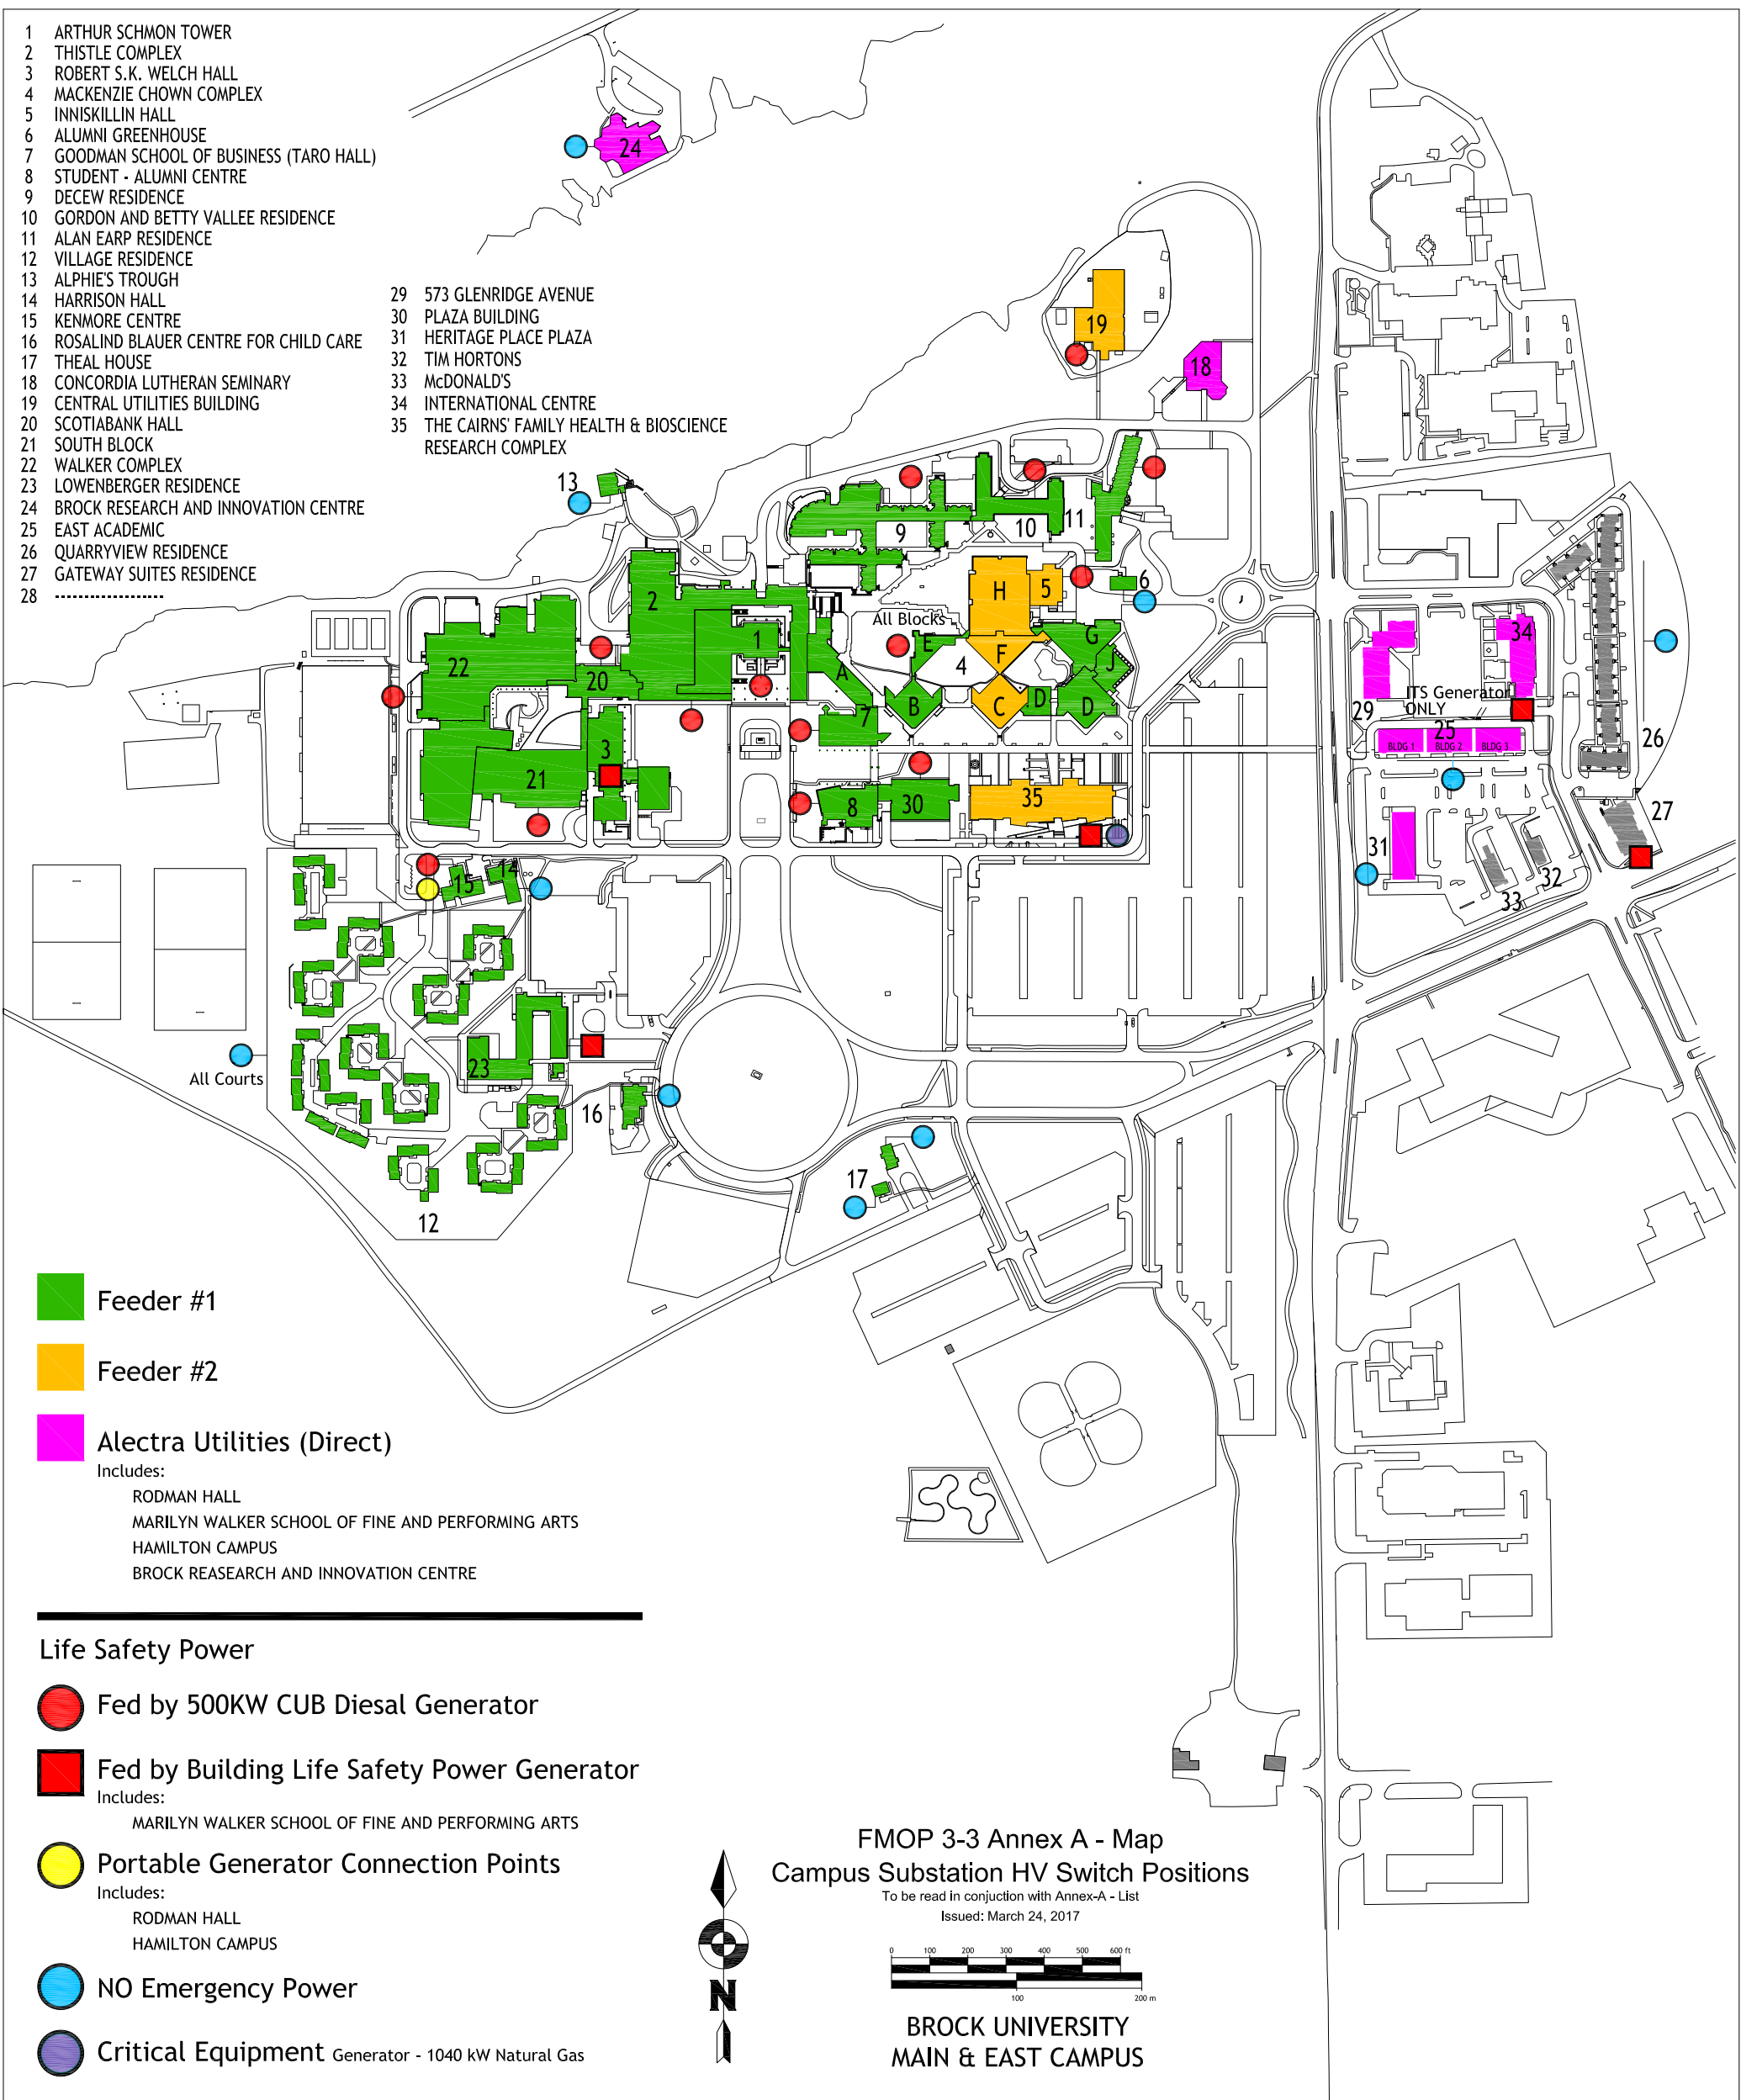 1 ARTHUR SCHMON TOWER
2 THISTLE COMPLEX
3 ROBERT S.K. WELCH HALL
4 MACKENZIE CHOWN COMPLEX
5 INNISKILLIN HALL
6 ALUMNI GREENHOUSE
7 GOODMAN SCHOOL OF BUSINESS (TARO HALL)
8 STUDENT - ALUMNI CENTRE
9 DECEW RESIDENCE
10 GORDON AND BETTY VALLEE RESIDENCE
11 ALAN EARP RESIDENCE
12 VILLAGE RESIDENCE
13 ALPHIE'S TROUGH
14 HARRISON HALL
15 KENMORE CENTRE
16 ROSALIND BLAUER CENTRE FOR CHILD CARE
17 THEAL HOUSE
18 CONCORDIA LUTHERAN SEMINARY
19 CENTRAL UTILITIES BUILDING
20 SCOTIABANK HALL
21 SOUTH BLOCK
22 WALKER COMPLEX
23 LOWENBERGER RESIDENCE
24 BROCK RESEARCH AND INNOVATION CENTRE
25 EAST ACADEMIC
26 QUARRYVIEW RESIDENCE
27 GATEWAY SUITES RESIDENCE
28 ------------------
29 573 GLENRIDGE AVENUE
30 PLAZA BUILDING
31 HERITAGE PLACE PLAZA
32 TIM HORTONS
33 McDONALD'S
34 INTERNATIONAL CENTRE
35 THE CAIRNS' FAMILY HEALTH & BIOSCIENCE
RESEARCH COMPLEX
24
19
18
13
9
10
11
2
H
5
6
All Blocks
1
E
G
34
22
20
A
4
F
J
B
C
D
D
ITS Generator
ONLY
7
29
25
26
3
BLDG 1
BLDG 2
BLDG 3
21
8
30
35
27
31
15
14
32
33
All Courts
23
16
17
12
Feeder #1
Feeder #2
Alectra Utilities (Direct)
Includes:
RODMAN HALL
MARILYN WALKER SCHOOL OF FINE AND PERFORMING ARTS
HAMILTON CAMPUS
BROCK REASEARCH AND INNOVATION CENTRE
Life Safety Power
Fed by 500KW CUB Diesal Generator
Fed by Building Life Safety Power Generator
Includes:
MARILYN WALKER SCHOOL OF FINE AND PERFORMING ARTS
Portable Generator Connection Points
Includes:
RODMAN HALL
HAMILTON CAMPUS
NO Emergency Power
Critical Equipment Generator - 1040 kW Natural Gas
N
FMOP 3-3 Annex A - Map
Campus Substation HV Switch Positions
To be read in conjuction with Annex-A - List
Issued: March 24, 2017
0 100 200 300 400 500 600 ft
100 200 m
BROCK UNIVERSITY
MAIN & EAST CAMPUS